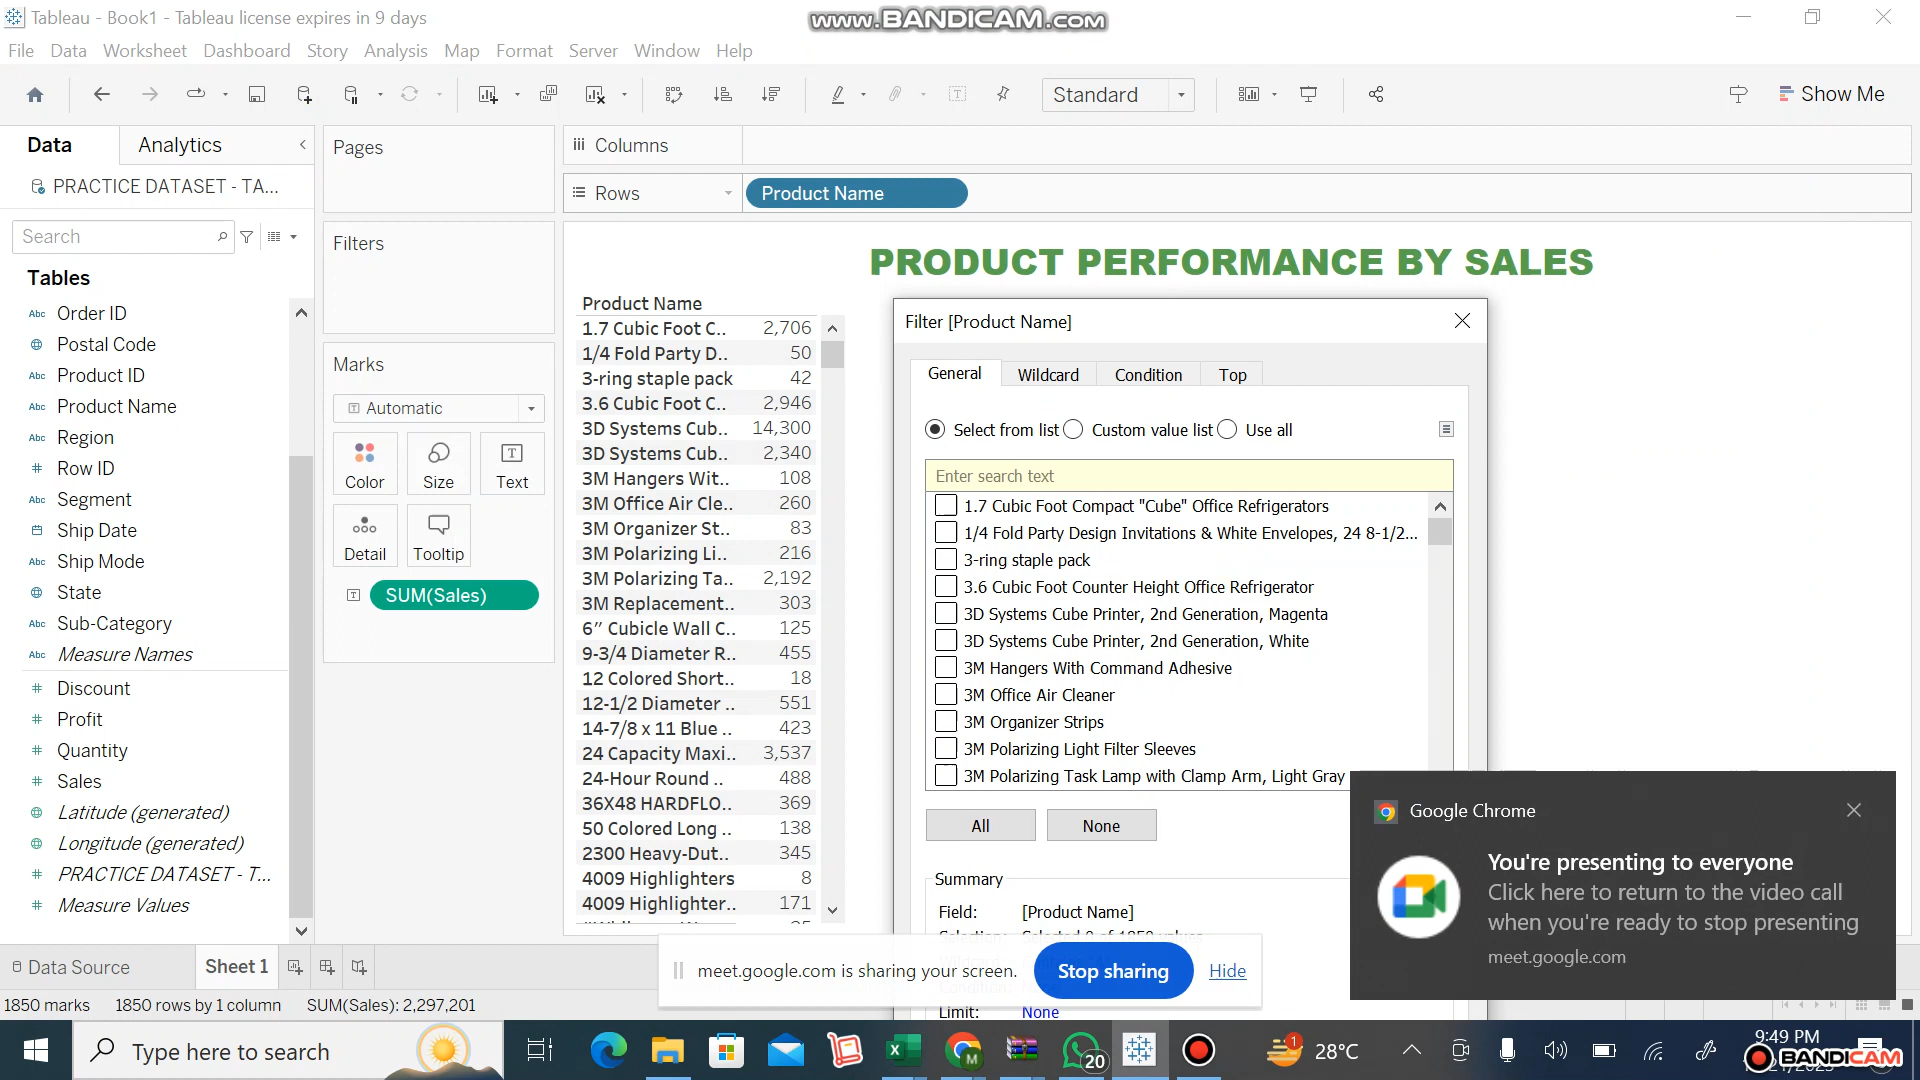 Tableau - Book1 - Tableau license expires in 9 days
www.BANDICAM.com
File Data Worksheet Dashboard Story Analysis Map Format Server Window Help
Standard
Show Me
Data
Analytics
PRACTICE DATASET - TA...
Search
Tables
Abc Order ID
Postal Code
Abc Product ID
Abc Product Name
Abc Region
# Row ID
Abc Segment
Ship Date
Abc Ship Mode
State
Abc Sub-Category
Abc Measure Names
# Discount
# Profit
# Quantity
# Sales
Latitude (generated)
Longitude (generated)
# PRACTICE DATASET - T...
# Measure Values
Pages
Filters
Marks
Automatic
Color
Size
Text
Detail
Tooltip
SUM(Sales)
Columns
Rows
Product Name
PRODUCT PERFORMANCE BY SALES
Product Name
1.7 Cubic Foot C.. 2,706
1/4 Fold Party D.. 50
3-ring staple pack 42
3.6 Cubic Foot C.. 2,946
3D Systems Cub.. 14,300
3D Systems Cub.. 2,340
3M Hangers Wit.. 108
3M Office Air Cle.. 260
3M Organizer St.. 83
3M Polarizing Li.. 216
3M Polarizing Ta.. 2,192
3M Replacement.. 303
6" Cubicle Wall C.. 125
9-3/4 Diameter R.. 455
12 Colored Short.. 18
12-1/2 Diameter .. 551
14-7/8 x 11 Blue .. 423
24 Capacity Maxi.. 3,537
24-Hour Round .. 488
36X48 HARDFLO.. 369
50 Colored Long .. 138
2300 Heavy-Dut.. 345
4009 Highlighters 8
4009 Highlighter.. 171
Filter [Product Name]
General
Wildcard
Condition
Top
Select from list
Custom value list
Use all
Enter search text
1.7 Cubic Foot Compact "Cube" Office Refrigerators
1/4 Fold Party Design Invitations & White Envelopes, 24 8-1/2...
3-ring staple pack
3.6 Cubic Foot Counter Height Office Refrigerator
3D Systems Cube Printer, 2nd Generation, Magenta
3D Systems Cube Printer, 2nd Generation, White
3M Hangers With Command Adhesive
3M Office Air Cleaner
3M Organizer Strips
3M Polarizing Light Filter Sleeves
3M Polarizing Task Lamp with Clamp Arm, Light Gray
All
None
Summary
Field: [Product Name]
Selection: Selected 0 of 1850 values
Limit: None
Google Chrome
You're presenting to everyone
Click here to return to the video call
when you're ready to stop presenting
meet.google.com
meet.google.com is sharing your screen.
Stop sharing
Hide
Data Source
Sheet 1
1850 marks
1850 rows by 1 column
SUM(Sales): 2,297,201
Type here to search
M
20
1
28°C
9:49 PM
BANDICAM